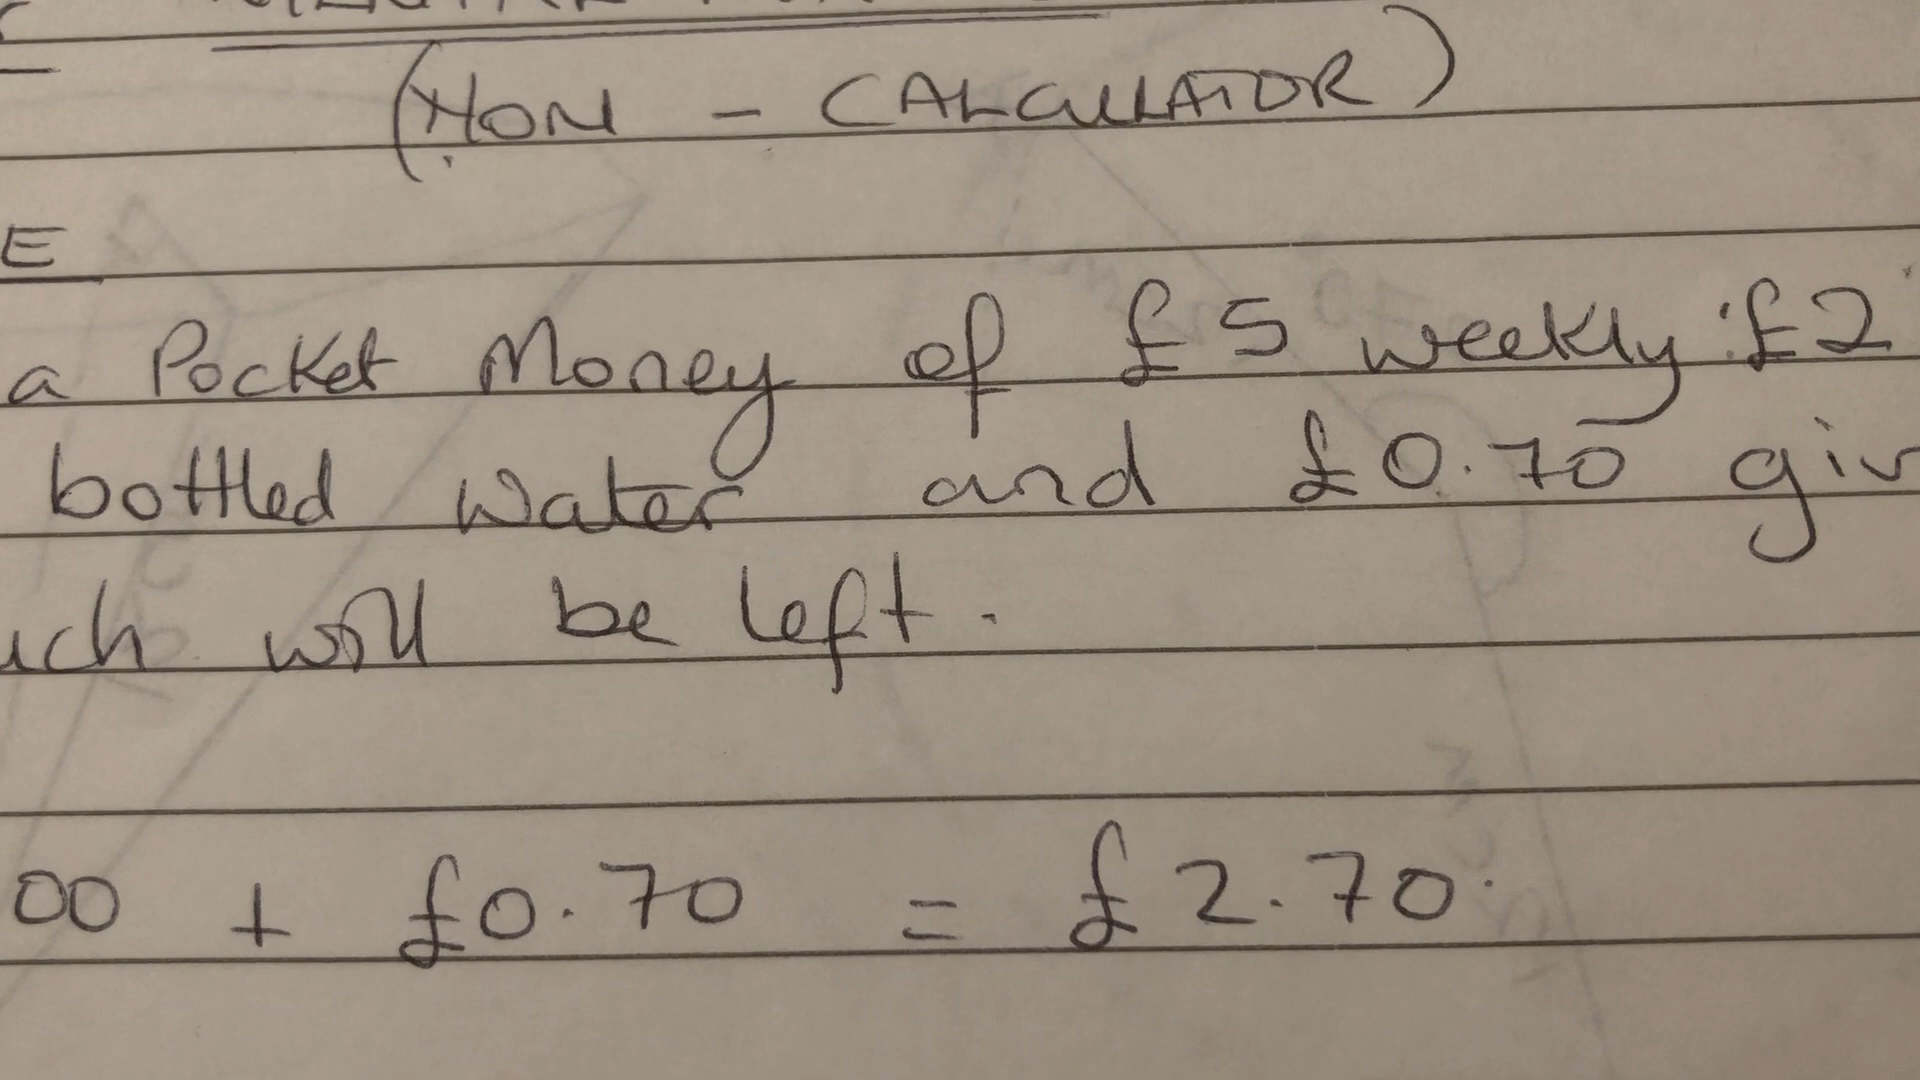 (NON - CALCULATOR)
E
a Pocket Money of £5 weekly. £2
bottled Water and £0.70 giv
uch will be left.
00 + £0.70 = £2.70.